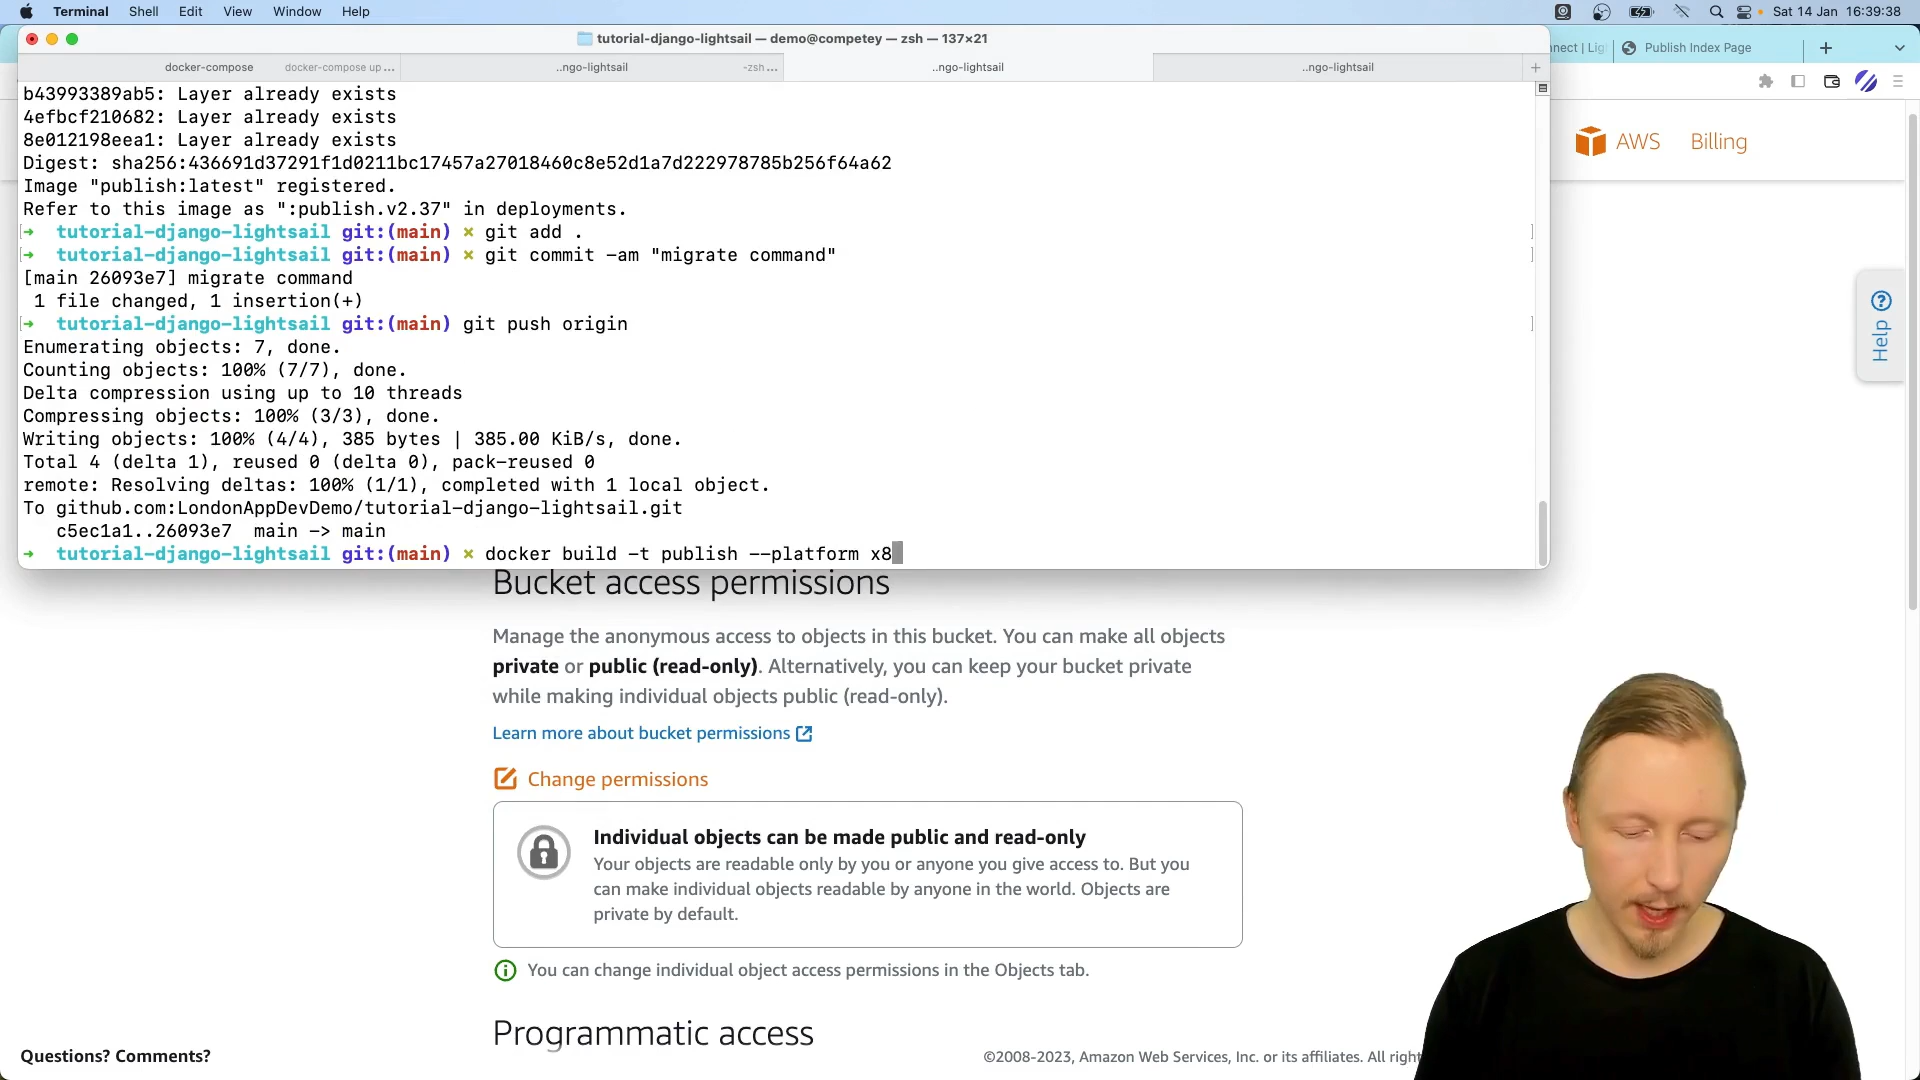 Terminal Shell Edit View Window Help
Sat 14 Jan 16:39:38
tutorial-django-lightsail — demo@competey — zsh — 137×21
Publish Index Page
docker-compose docker-compose up ...
..ngo-lightsail -zsh ...
..ngo-lightsail
..ngo-lightsail
b43993389ab5: Layer already exists
4efbcf210682: Layer already exists
8e012198eea1: Layer already exists
Digest: sha256:436691d37291f1d0211bc17457a27018460c8e52d1a7d222978785b256f64a62
Image "publish:latest" registered.
Refer to this image as ":publish.v2.37" in deployments.
→ tutorial-django-lightsail git:(main) × git add .
→ tutorial-django-lightsail git:(main) × git commit -am "migrate command"
[main 26093e7] migrate command
1 file changed, 1 insertion(+)
→ tutorial-django-lightsail git:(main) git push origin
Enumerating objects: 7, done.
Counting objects: 100% (7/7), done.
Delta compression using up to 10 threads
Compressing objects: 100% (3/3), done.
Writing objects: 100% (4/4), 385 bytes | 385.00 KiB/s, done.
Total 4 (delta 1), reused 0 (delta 0), pack-reused 0
remote: Resolving deltas: 100% (1/1), completed with 1 local object.
To github.com:LondonAppDevDemo/tutorial-django-lightsail.git
c5ec1a1..26093e7 main -> main
→ tutorial-django-lightsail git:(main) × docker build -t publish --platform x8
AWS Billing
Help
Bucket access permissions
Manage the anonymous access to objects in this bucket. You can make all objects
private or public (read-only). Alternatively, you can keep your bucket private
while making individual objects public (read-only).
Learn more about bucket permissions
Change permissions
Individual objects can be made public and read-only
Your objects are readable only by you or anyone you give access to. But you
can make individual objects readable by anyone in the world. Objects are
private by default.
You can change individual object access permissions in the Objects tab.
Programmatic access
Questions? Comments?
©2008-2023, Amazon Web Services, Inc. or its affiliates. All right